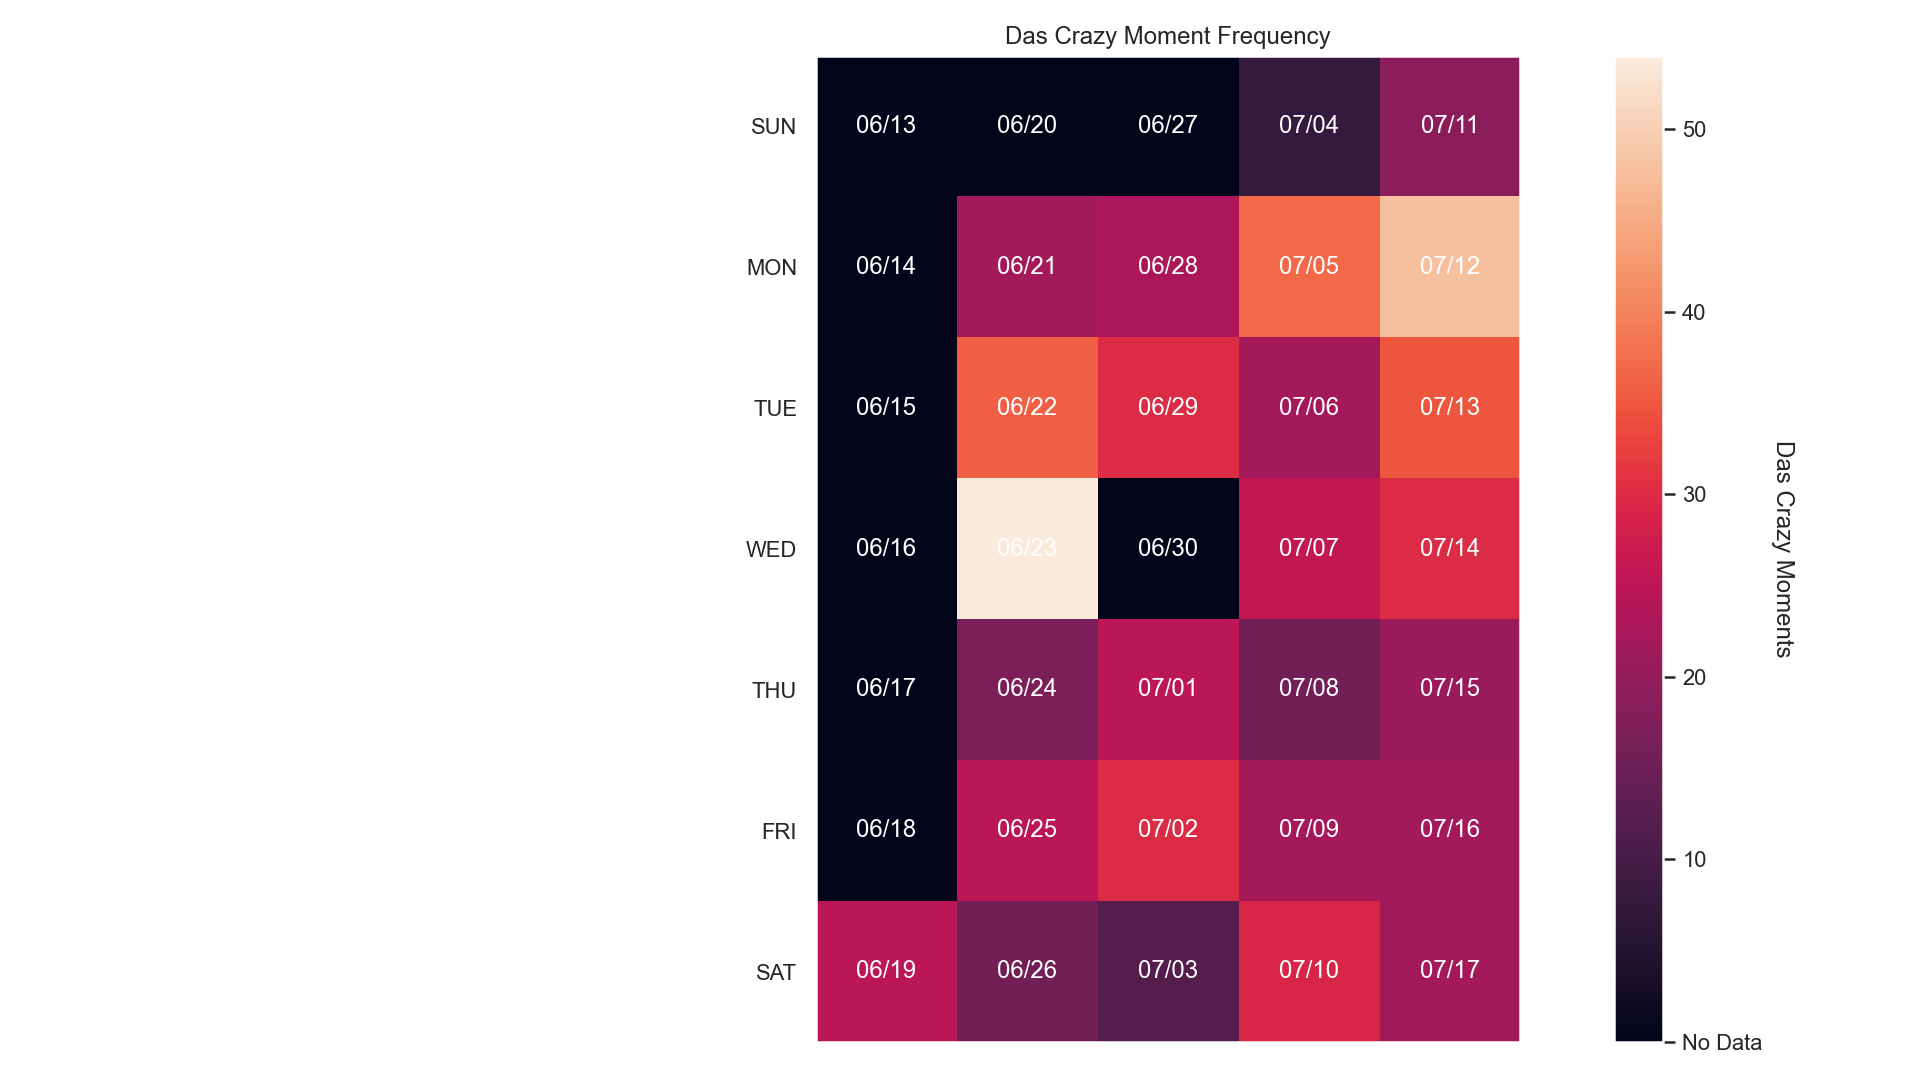 Das Crazy Moment Frequency
SUN 06/13 06/20 06/27 07/04 07/11
MON 06/14 06/21 06/28 07/05 07/12
TUE 06/15 06/22 06/29 07/06 07/13
WED 06/16 06/23 06/30 07/07 07/14
THU 06/17 06/24 07/01 07/08 07/15
FRI 06/18 06/25 07/02 07/09 07/16
SAT 06/19 06/26 07/03 07/10 07/17
50
40
30
20
10
No Data
Das Crazy Moments